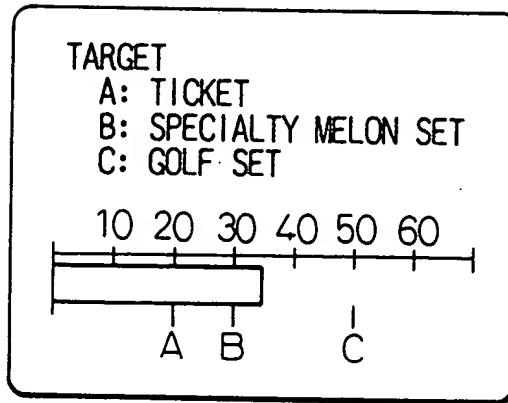 TARGET
A: TICKET
B: SPECIALTY MELON SET
C: GOLF SET
10 20 30 40 50 60
A B C